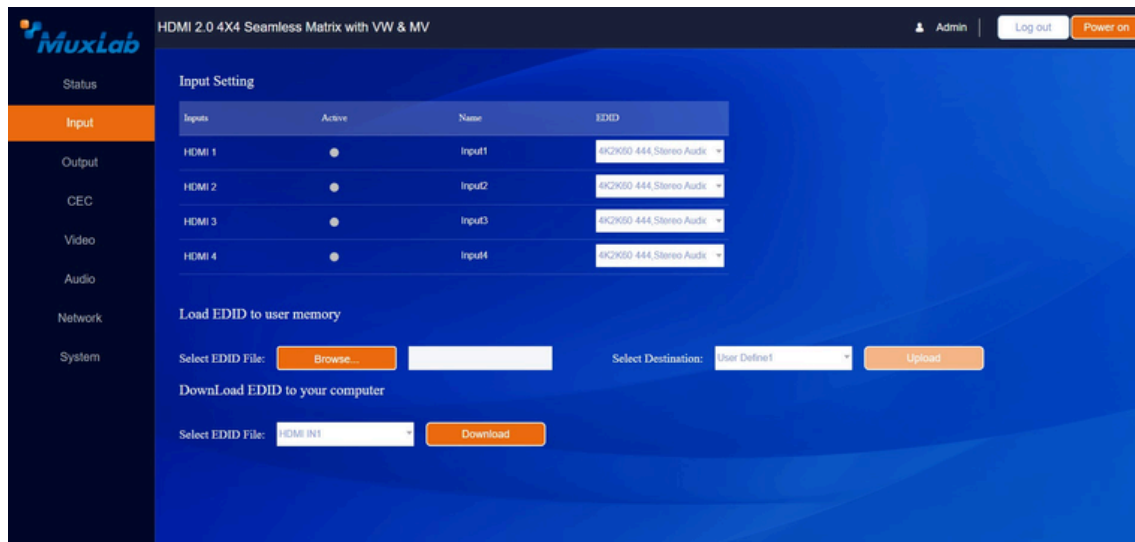 MuxLab
HDMI 2.0 4X4 Seamless Matrix with VW & MV
Admin
Log out
Power on
Status
Input
Output
CEC
Video
Audio
Network
System
Input Setting
Inputs Active Name EDID
HDMI 1 Input1 4K2K60 444,Stereo Audic
HDMI 2 Input2 4K2K60 444,Stereo Audic
HDMI 3 Input3 4K2K60 444,Stereo Audic
HDMI 4 Input4 4K2K60 444,Stereo Audic
Load EDID to user memory
Select EDID File: Browse... Select Destination: User Define1 Upload
DownLoad EDID to your computer
Select EDID File: HDMI IN1 Download